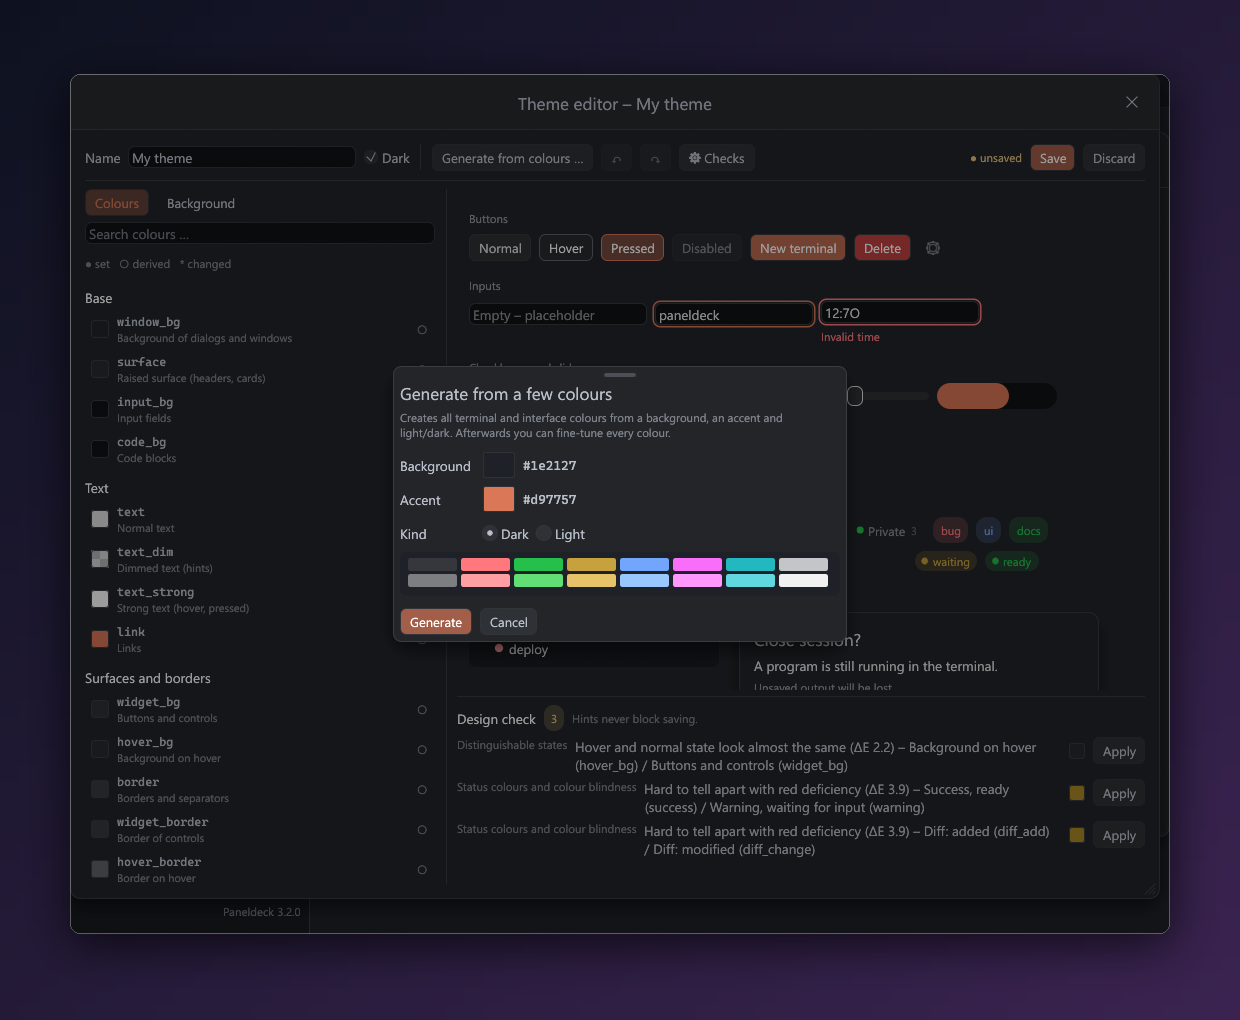 Theme editor – My theme
Name My theme Dark Generate from colours ... Checks unsaved Save Discard
Colours Background
Search colours ...
set derived * changed
Base
window_bg
Background of dialogs and windows
surface
Raised surface (headers, cards)
input_bg
Input fields
code_bg
Code blocks
Text
text
Normal text
text_dim
Dimmed text (hints)
text_strong
Strong text (hover, pressed)
link
Links
Surfaces and borders
widget_bg
Buttons and controls
hover_bg
Background on hover
border
Borders and separators
widget_border
Border of controls
hover_border
Border on hover
Buttons
Normal Hover Pressed Disabled New terminal Delete
Inputs
Empty – placeholder paneldeck 12:7O
Invalid time
Generate from a few colours
Creates all terminal and interface colours from a background, an accent and
light/dark. Afterwards you can fine-tune every colour.
Background #1e2127
Accent #d97757
Kind Dark Light
Generate Cancel
Private 3 bug ui docs
waiting ready
deploy
Close session?
A program is still running in the terminal.
Unsaved output will be lost
Design check 3 Hints never block saving.
Distinguishable states Hover and normal state look almost the same (ΔE 2.2) – Background on hover
(hover_bg) / Buttons and controls (widget_bg)
Apply
Status colours and colour blindness Hard to tell apart with red deficiency (ΔE 3.9) – Success, ready
(success) / Warning, waiting for input (warning)
Apply
Status colours and colour blindness Hard to tell apart with red deficiency (ΔE 3.9) – Diff: added (diff_add)
/ Diff: modified (diff_change)
Apply
Paneldeck 3.2.0